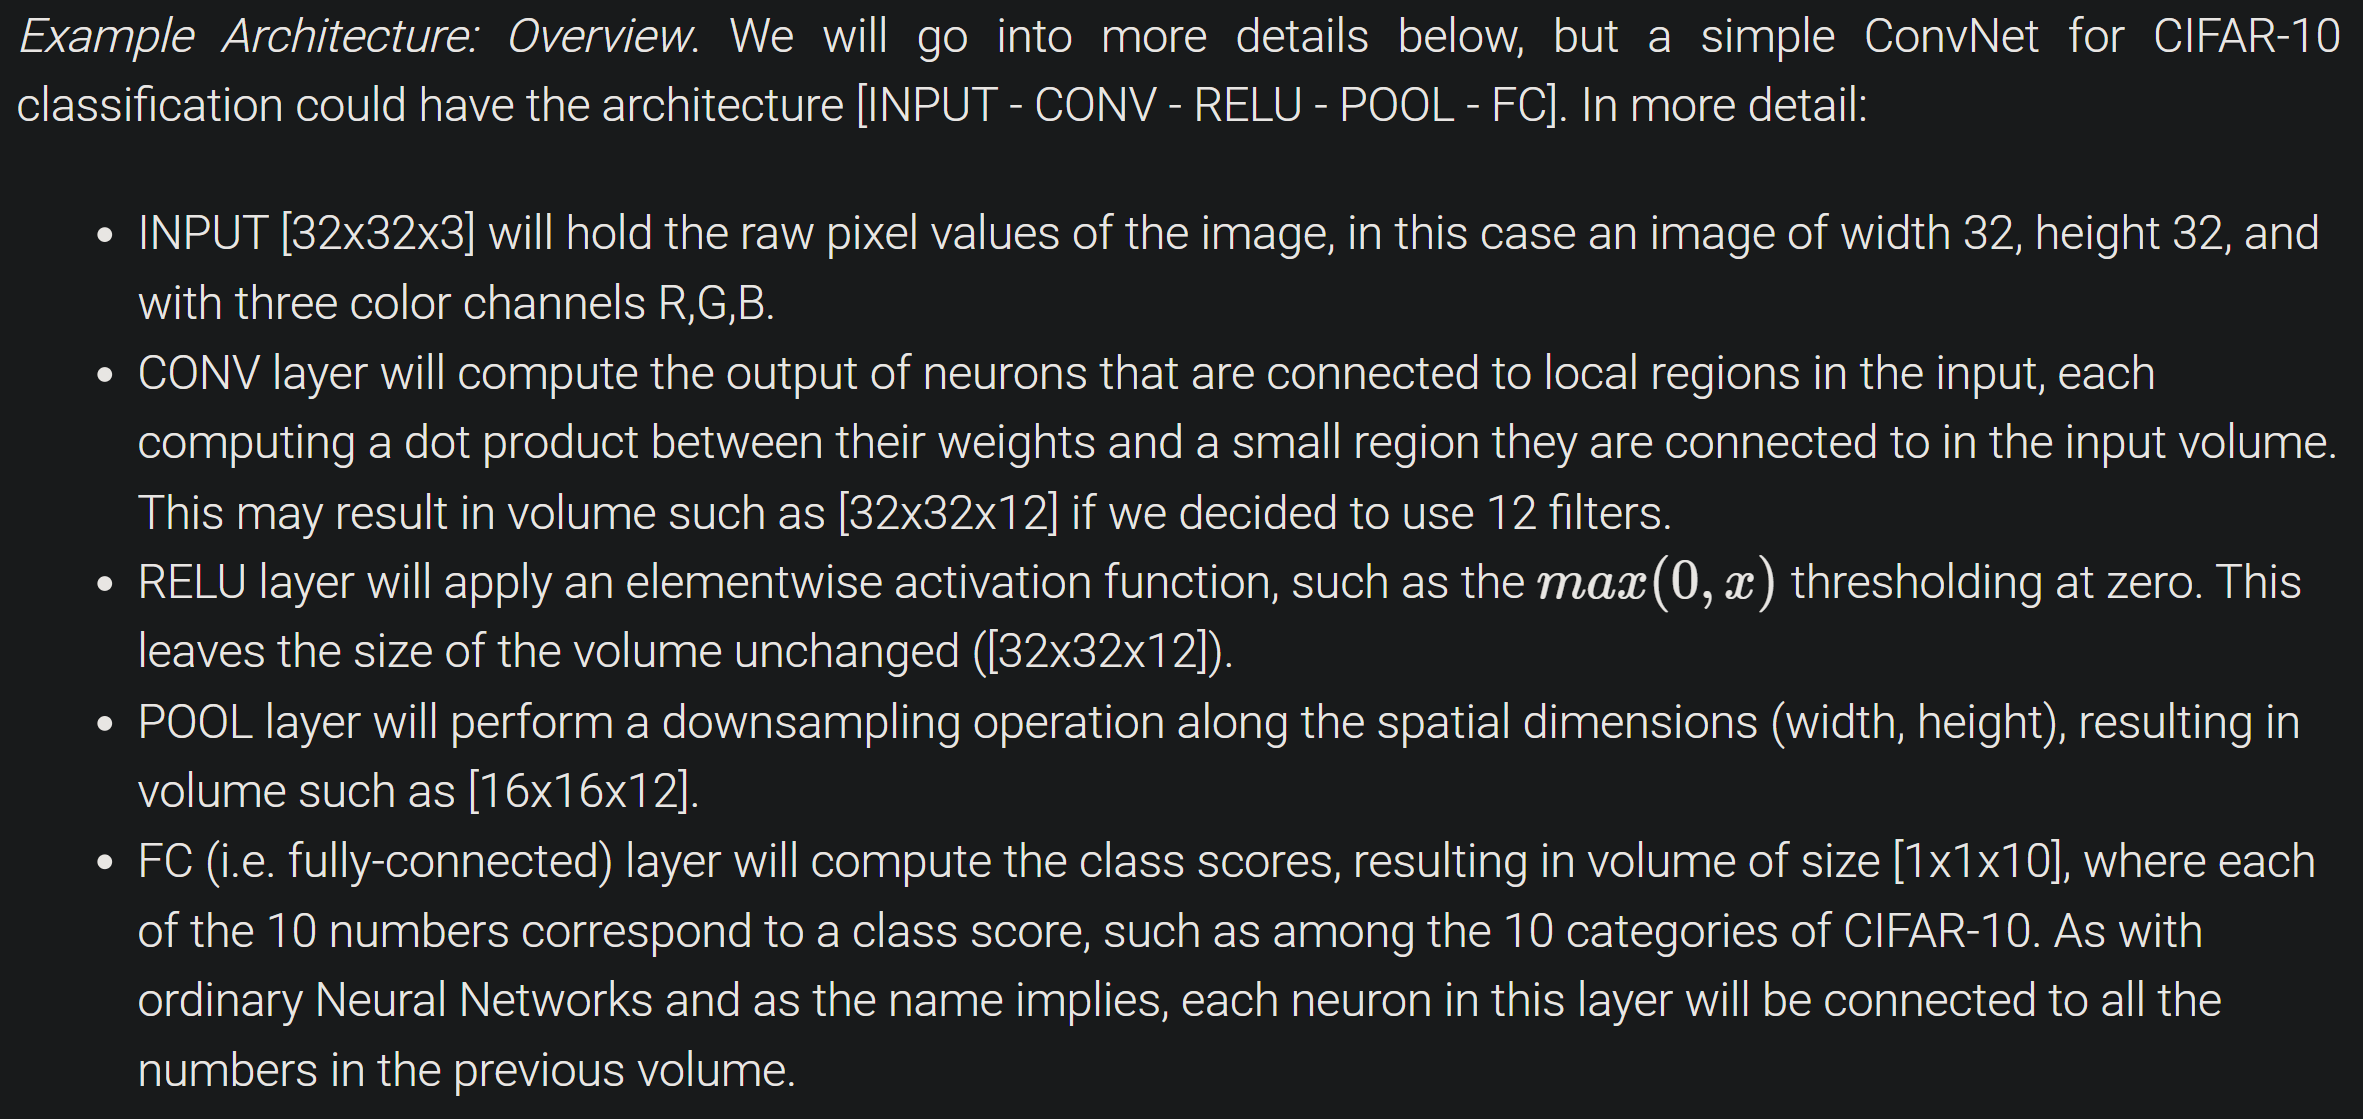 Example Architecture: Overview. We will go into more details below, but a simple ConvNet for CIFAR-10
classification could have the architecture [INPUT - CONV - RELU - POOL - FC]. In more detail:
• INPUT [32x32x3] will hold the raw pixel values of the image, in this case an image of width 32, height 32, and
with three color channels R,G,B.
• CONV layer will compute the output of neurons that are connected to local regions in the input, each
computing a dot product between their weights and a small region they are connected to in the input volume.
This may result in volume such as [32x32x12] if we decided to use 12 filters.
• RELU layer will apply an elementwise activation function, such as the max(0, x) thresholding at zero. This
leaves the size of the volume unchanged ([32x32x12]).
• POOL layer will perform a downsampling operation along the spatial dimensions (width, height), resulting in
volume such as [16x16x12].
• FC (i.e. fully-connected) layer will compute the class scores, resulting in volume of size [1x1x10], where each
of the 10 numbers correspond to a class score, such as among the 10 categories of CIFAR-10. As with
ordinary Neural Networks and as the name implies, each neuron in this layer will be connected to all the
numbers in the previous volume.